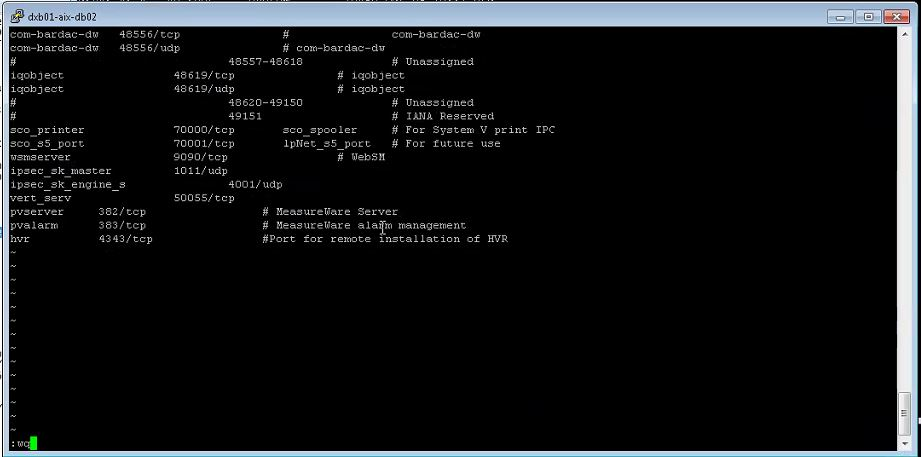 dxb01-aix-db02
com-bardac-dw 48556/tcp # com-bardac-dw
com-bardac-dw 48556/udp # com-bardac-dw
# 48557-48618 # Unassigned
iqobject 48619/tcp # iqobject
iqobject 48619/udp # iqobject
# 48620-49150 # Unassigned
# 49151 # IANA Reserved
sco_printer 70000/tcp sco_spooler # For System V print IPC
sco_s5_port 70001/tcp lpNet_s5_port # For future use
wsmserver 9090/tcp # WebSM
ipsec_sk_master 1011/udp
ipsec_sk_engine_s 4001/udp
vert_serv 50055/tcp
pvserver 382/tcp # MeasureWare Server
pvalarm 383/tcp # MeasureWare alarm management
hvr 4343/tcp #Port for remote installation of HVR
~
~
~
~
~
~
~
~
~
~
~
~
~
~
:wq